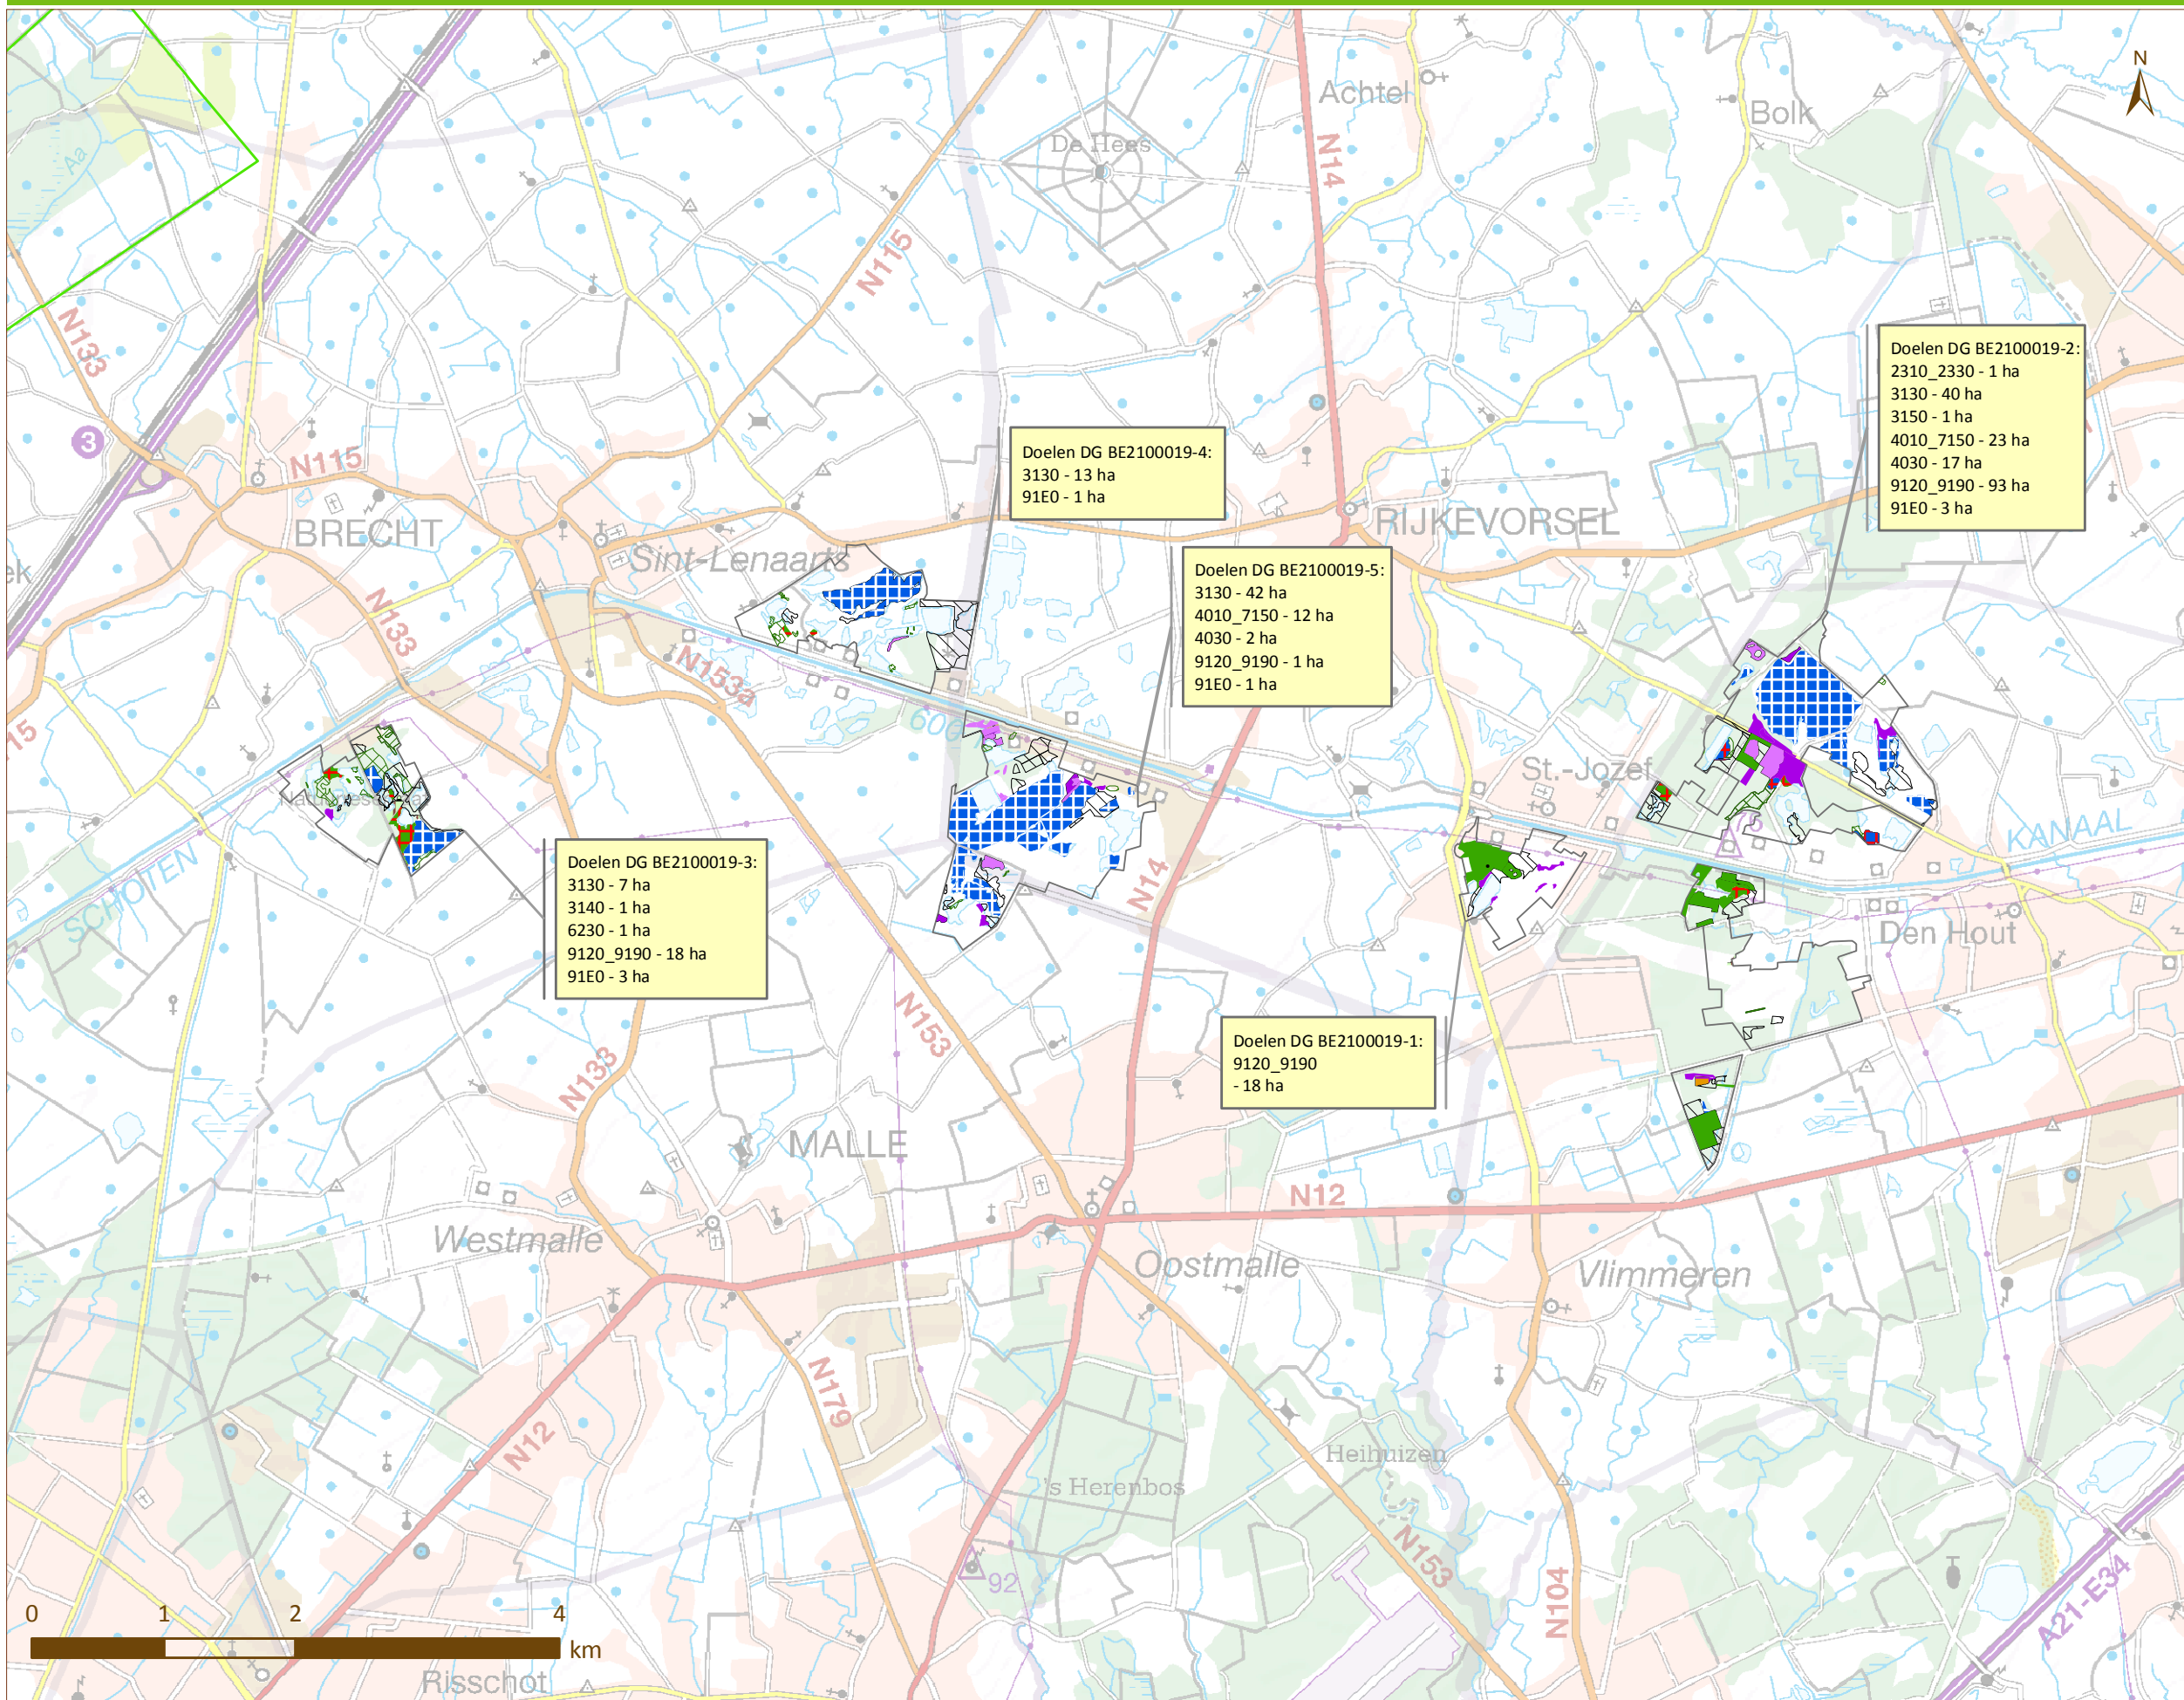 Achtel
Bolk
N
De Hees
N14
Aa
N115
N133
Doelen DG BE2100019-2:
2310_2330 - 1 ha
3130 - 40 ha
3150 - 1 ha
4010_7150 - 23 ha
4030 - 17 ha
9120_9190 - 93 ha
91E0 - 3 ha
3
Doelen DG BE2100019-4:
3130 - 13 ha
91E0 - 1 ha
N115
BRECHT
RIJKEVORSEL
Sint-Lenaarts
ek
Doelen DG BE2100019-5:
3130 - 42 ha
4010_7150 - 12 ha
4030 - 2 ha
9120_9190 - 1 ha
91E0 - 1 ha
N133
N153a
15
St.-Jozef
KANAAL
SCHOTEN
Doelen DG BE2100019-3:
3130 - 7 ha
3140 - 1 ha
6230 - 1 ha
9120_9190 - 18 ha
91E0 - 3 ha
N14
Den Hout
N153
Doelen DG BE2100019-1:
9120_9190
- 18 ha
N133
MALLE
N12
Westmalle
Oostmalle
Vlimmeren
N179
N12
Heihuizen
's Herenbos
N153
92
N104
A21-E34
0 1 2 4
km
Risschot